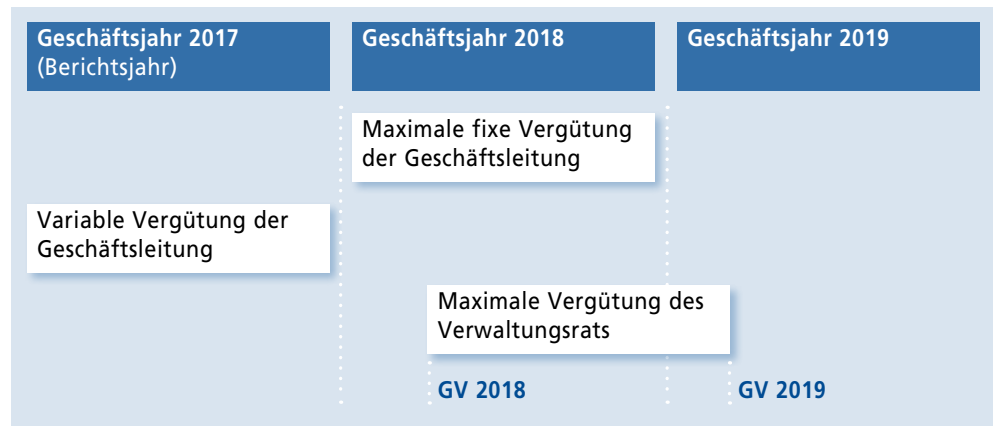 Geschäftsjahr 2017
(Berichtsjahr)
Geschäftsjahr 2018
Geschäftsjahr 2019
Maximale fixe Vergütung
der Geschäftsleitung
Variable Vergütung der
Geschäftsleitung
Maximale Vergütung des
Verwaltungsrats
GV 2018
GV 2019